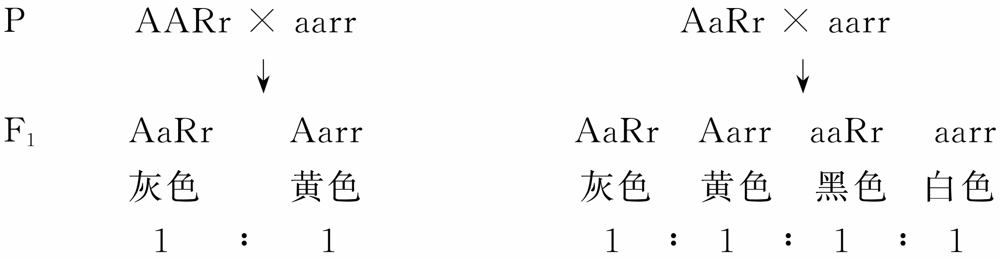 P AARr × aarr AaRr × aarr
↓ ↓
F₁ AaRr Aarr AaRr Aarr aaRr aarr
灰色 黄色 灰色 黄色 黑色 白色
1 : 1 1 : 1 : 1 : 1